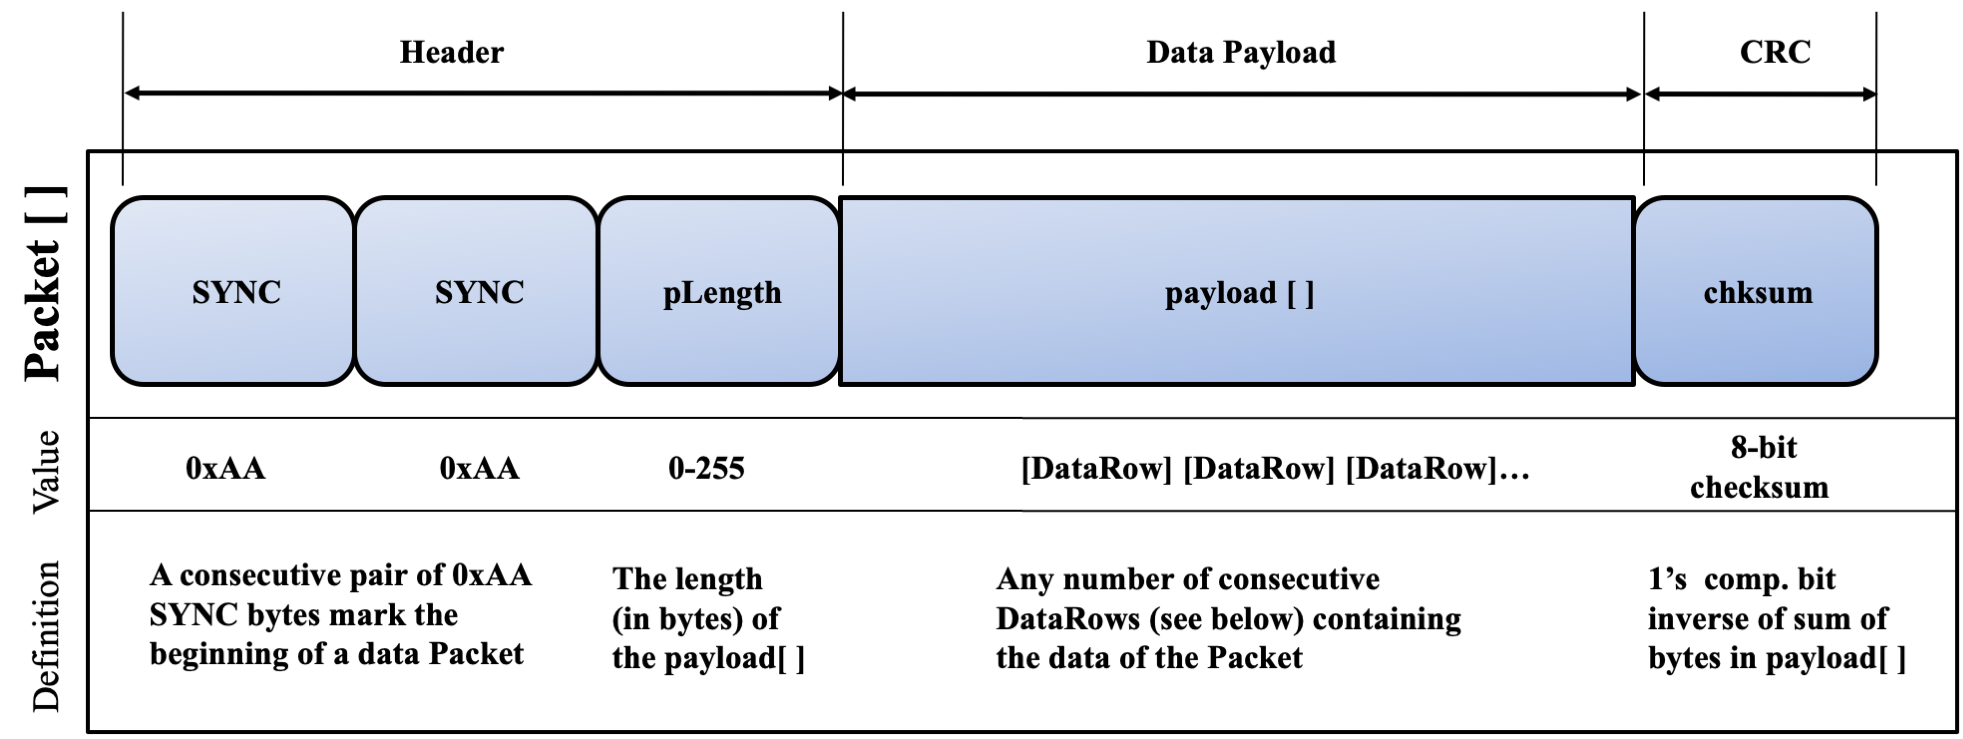 Header
Data Payload
CRC
Packet [ ]
SYNC
SYNC
pLength
payload [ ]
chksum
Value
0xAA
0xAA
0-255
[DataRow] [DataRow] [DataRow]…
8-bit
checksum
Definition
A consecutive pair of 0xAA
SYNC bytes mark the
beginning of a data Packet
The length
(in bytes) of
the payload[ ]
Any number of consecutive
DataRows (see below) containing
the data of the Packet
1’s comp. bit
inverse of sum of
bytes in payload[ ]